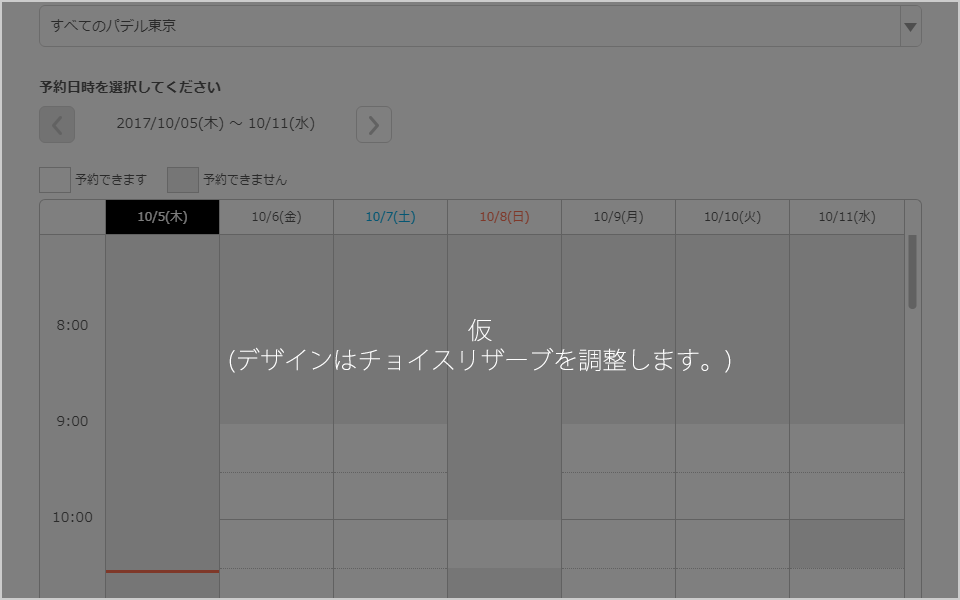 すべてのパデル東京
予約日時を選択してください
2017/10/05(木) ～ 10/11(水)
予約できます 予約できません
10/5(木) 10/6(金) 10/7(土) 10/8(日) 10/9(月) 10/10(火) 10/11(水)
8:00
仮
(デザインはチョイスリザーブを調整します。)
9:00
10:00